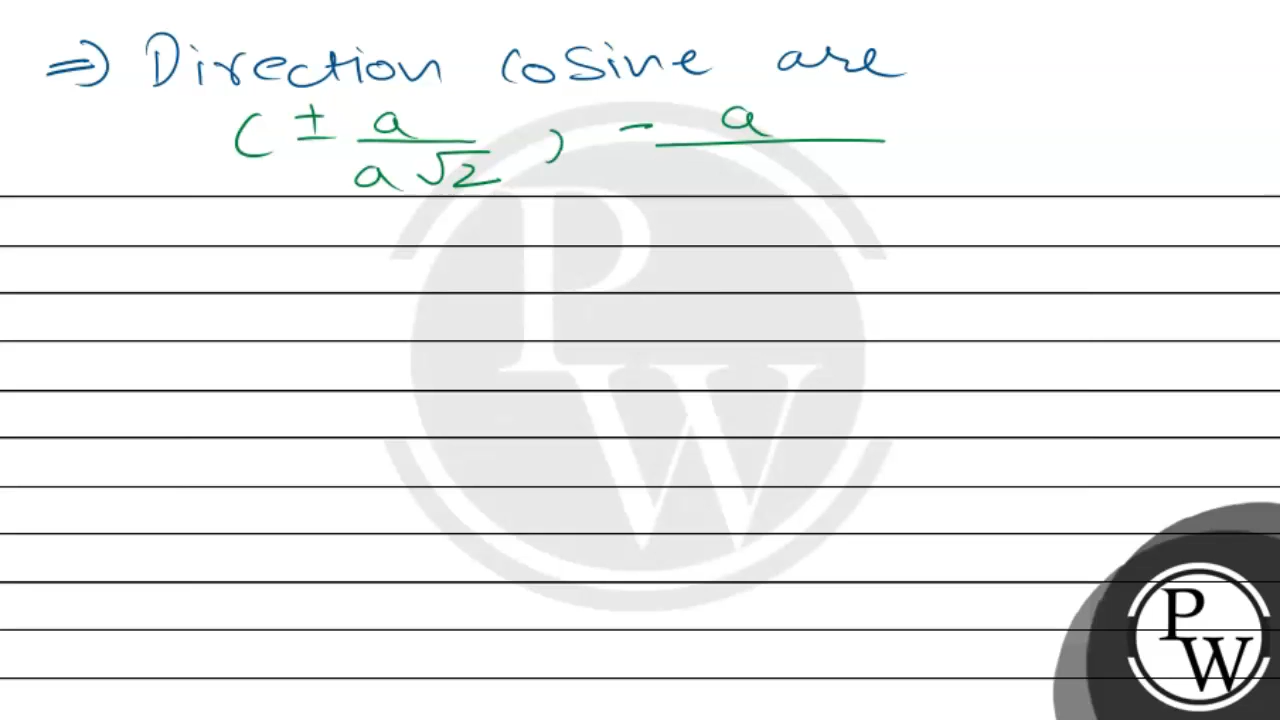 ⇒ Direction cosine are
( ± a / a√2 , - a /
P W
P W